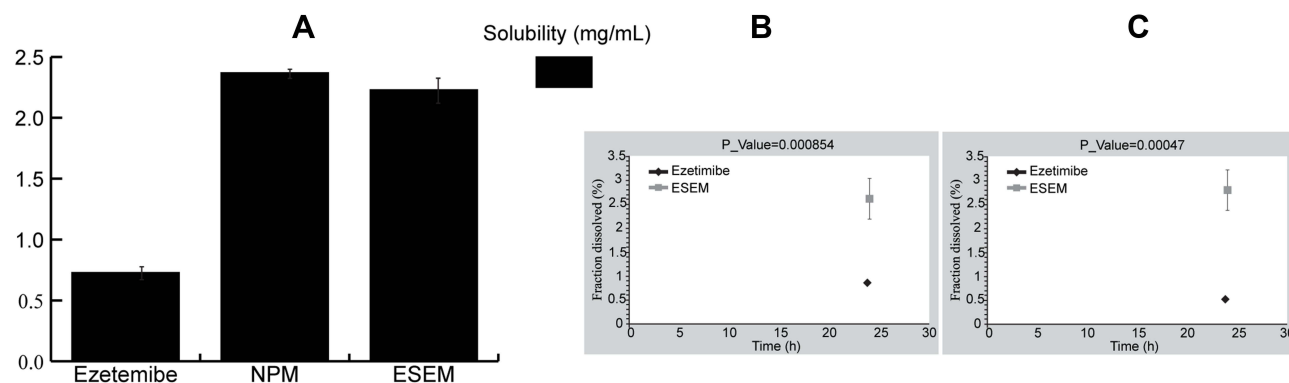 A
Solubility (mg/mL)
2.5
2.0
1.5
1.0
0.5
0.0
Ezetemibe NPM ESEM
B
P_Value=0.000854
Fraction dissolved (%)
3.5
3
2.5
2
1.5
1
0.5
0
Ezetimibe
ESEM
0 5 10 15 20 25 30
Time (h)
C
P_Value=0.00047
Fraction dissolved (%)
3.5
3
2.5
2
1.5
1
0.5
0
Ezetimibe
ESEM
0 5 10 15 20 25 30
Time (h)